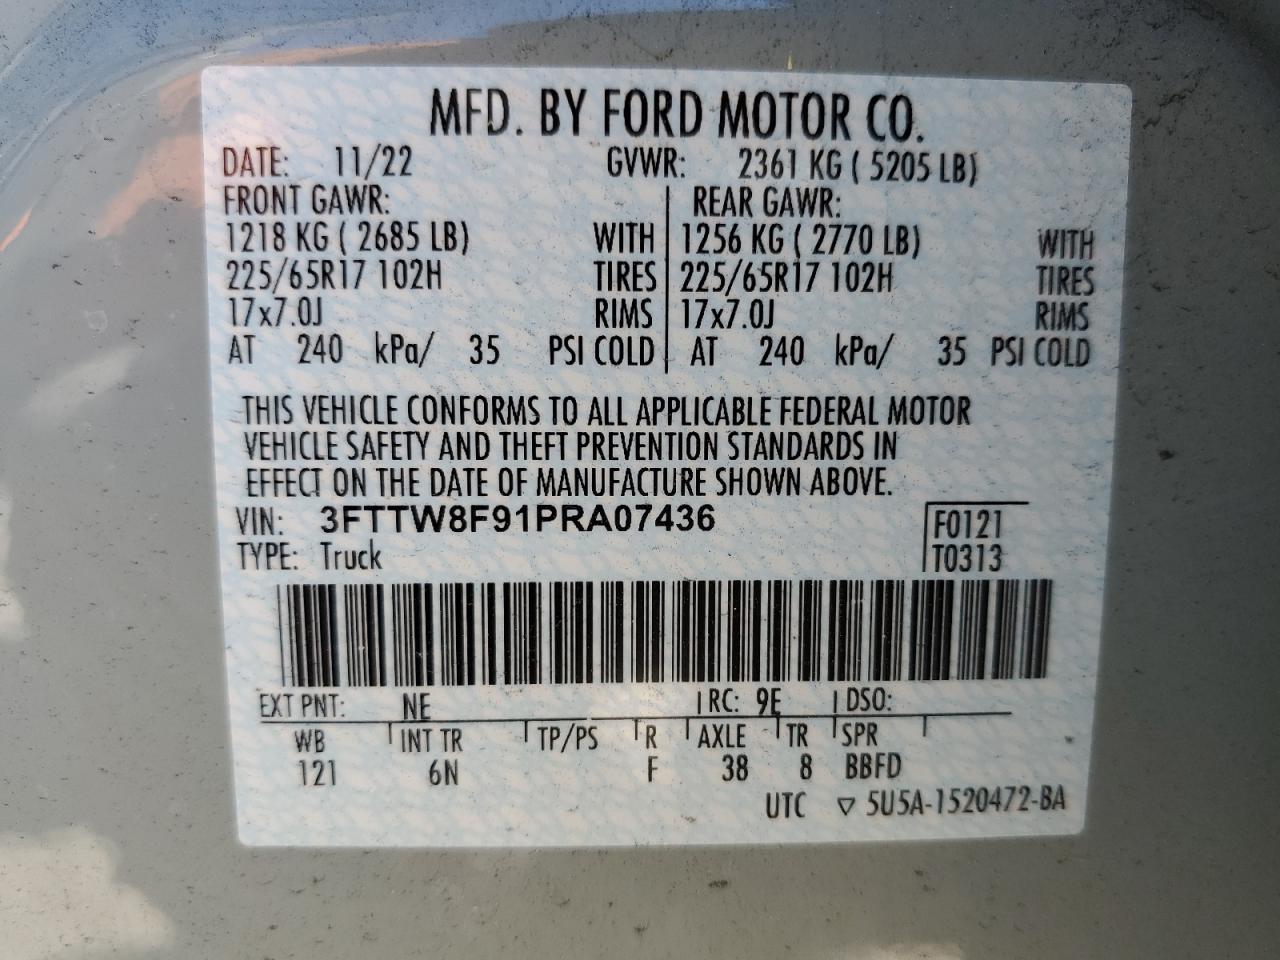 MFD. BY FORD MOTOR CO.
DATE: 11/22 GVWR: 2361 KG ( 5205 LB)
FRONT GAWR: REAR GAWR:
1218 KG ( 2685 LB) WITH 1256 KG ( 2770 LB) WITH
225/65R17 102H TIRES 225/65R17 102H TIRES
17x7.0J RIMS 17x7.0J RIMS
AT 240 kPa/ 35 PSI COLD AT 240 kPa/ 35 PSI COLD
THIS VEHICLE CONFORMS TO ALL APPLICABLE FEDERAL MOTOR
VEHICLE SAFETY AND THEFT PREVENTION STANDARDS IN
EFFECT ON THE DATE OF MANUFACTURE SHOWN ABOVE.
VIN: 3FTTW8F91PRA07436 F0121
TYPE: Truck T0313
EXT PNT: NE RC: 9E DSO:
WB INT TR TP/PS R AXLE TR SPR
121 6N F 38 8 BBFD
UTC ▽ 5U5A-1520472-BA